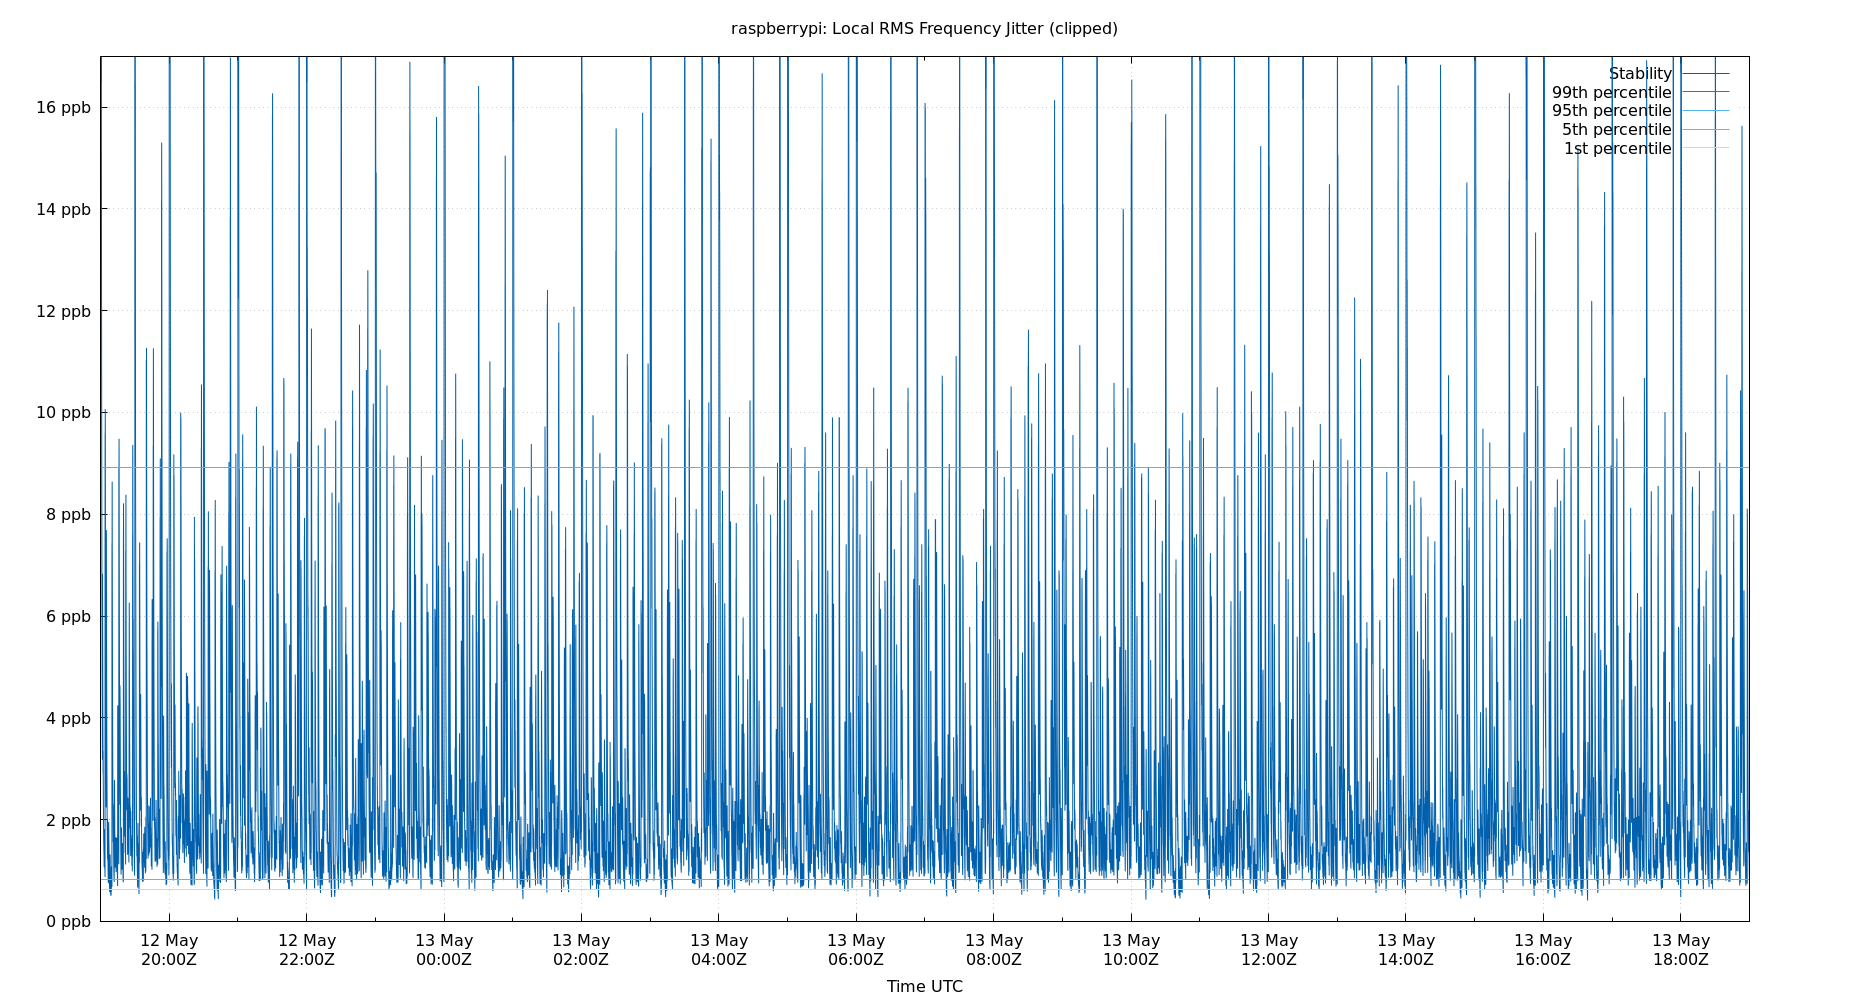 raspberrypi: Local RMS Frequency Jitter (clipped)
Stability
99th percentile
95th percentile
5th percentile
1st percentile
16 ppb
14 ppb
12 ppb
10 ppb
8 ppb
6 ppb
4 ppb
2 ppb
0 ppb
12 May 12 May 13 May 13 May 13 May 13 May 13 May 13 May 13 May 13 May 13 May 13 May
20:00Z 22:00Z 00:00Z 02:00Z 04:00Z 06:00Z 08:00Z 10:00Z 12:00Z 14:00Z 16:00Z 18:00Z
Time UTC